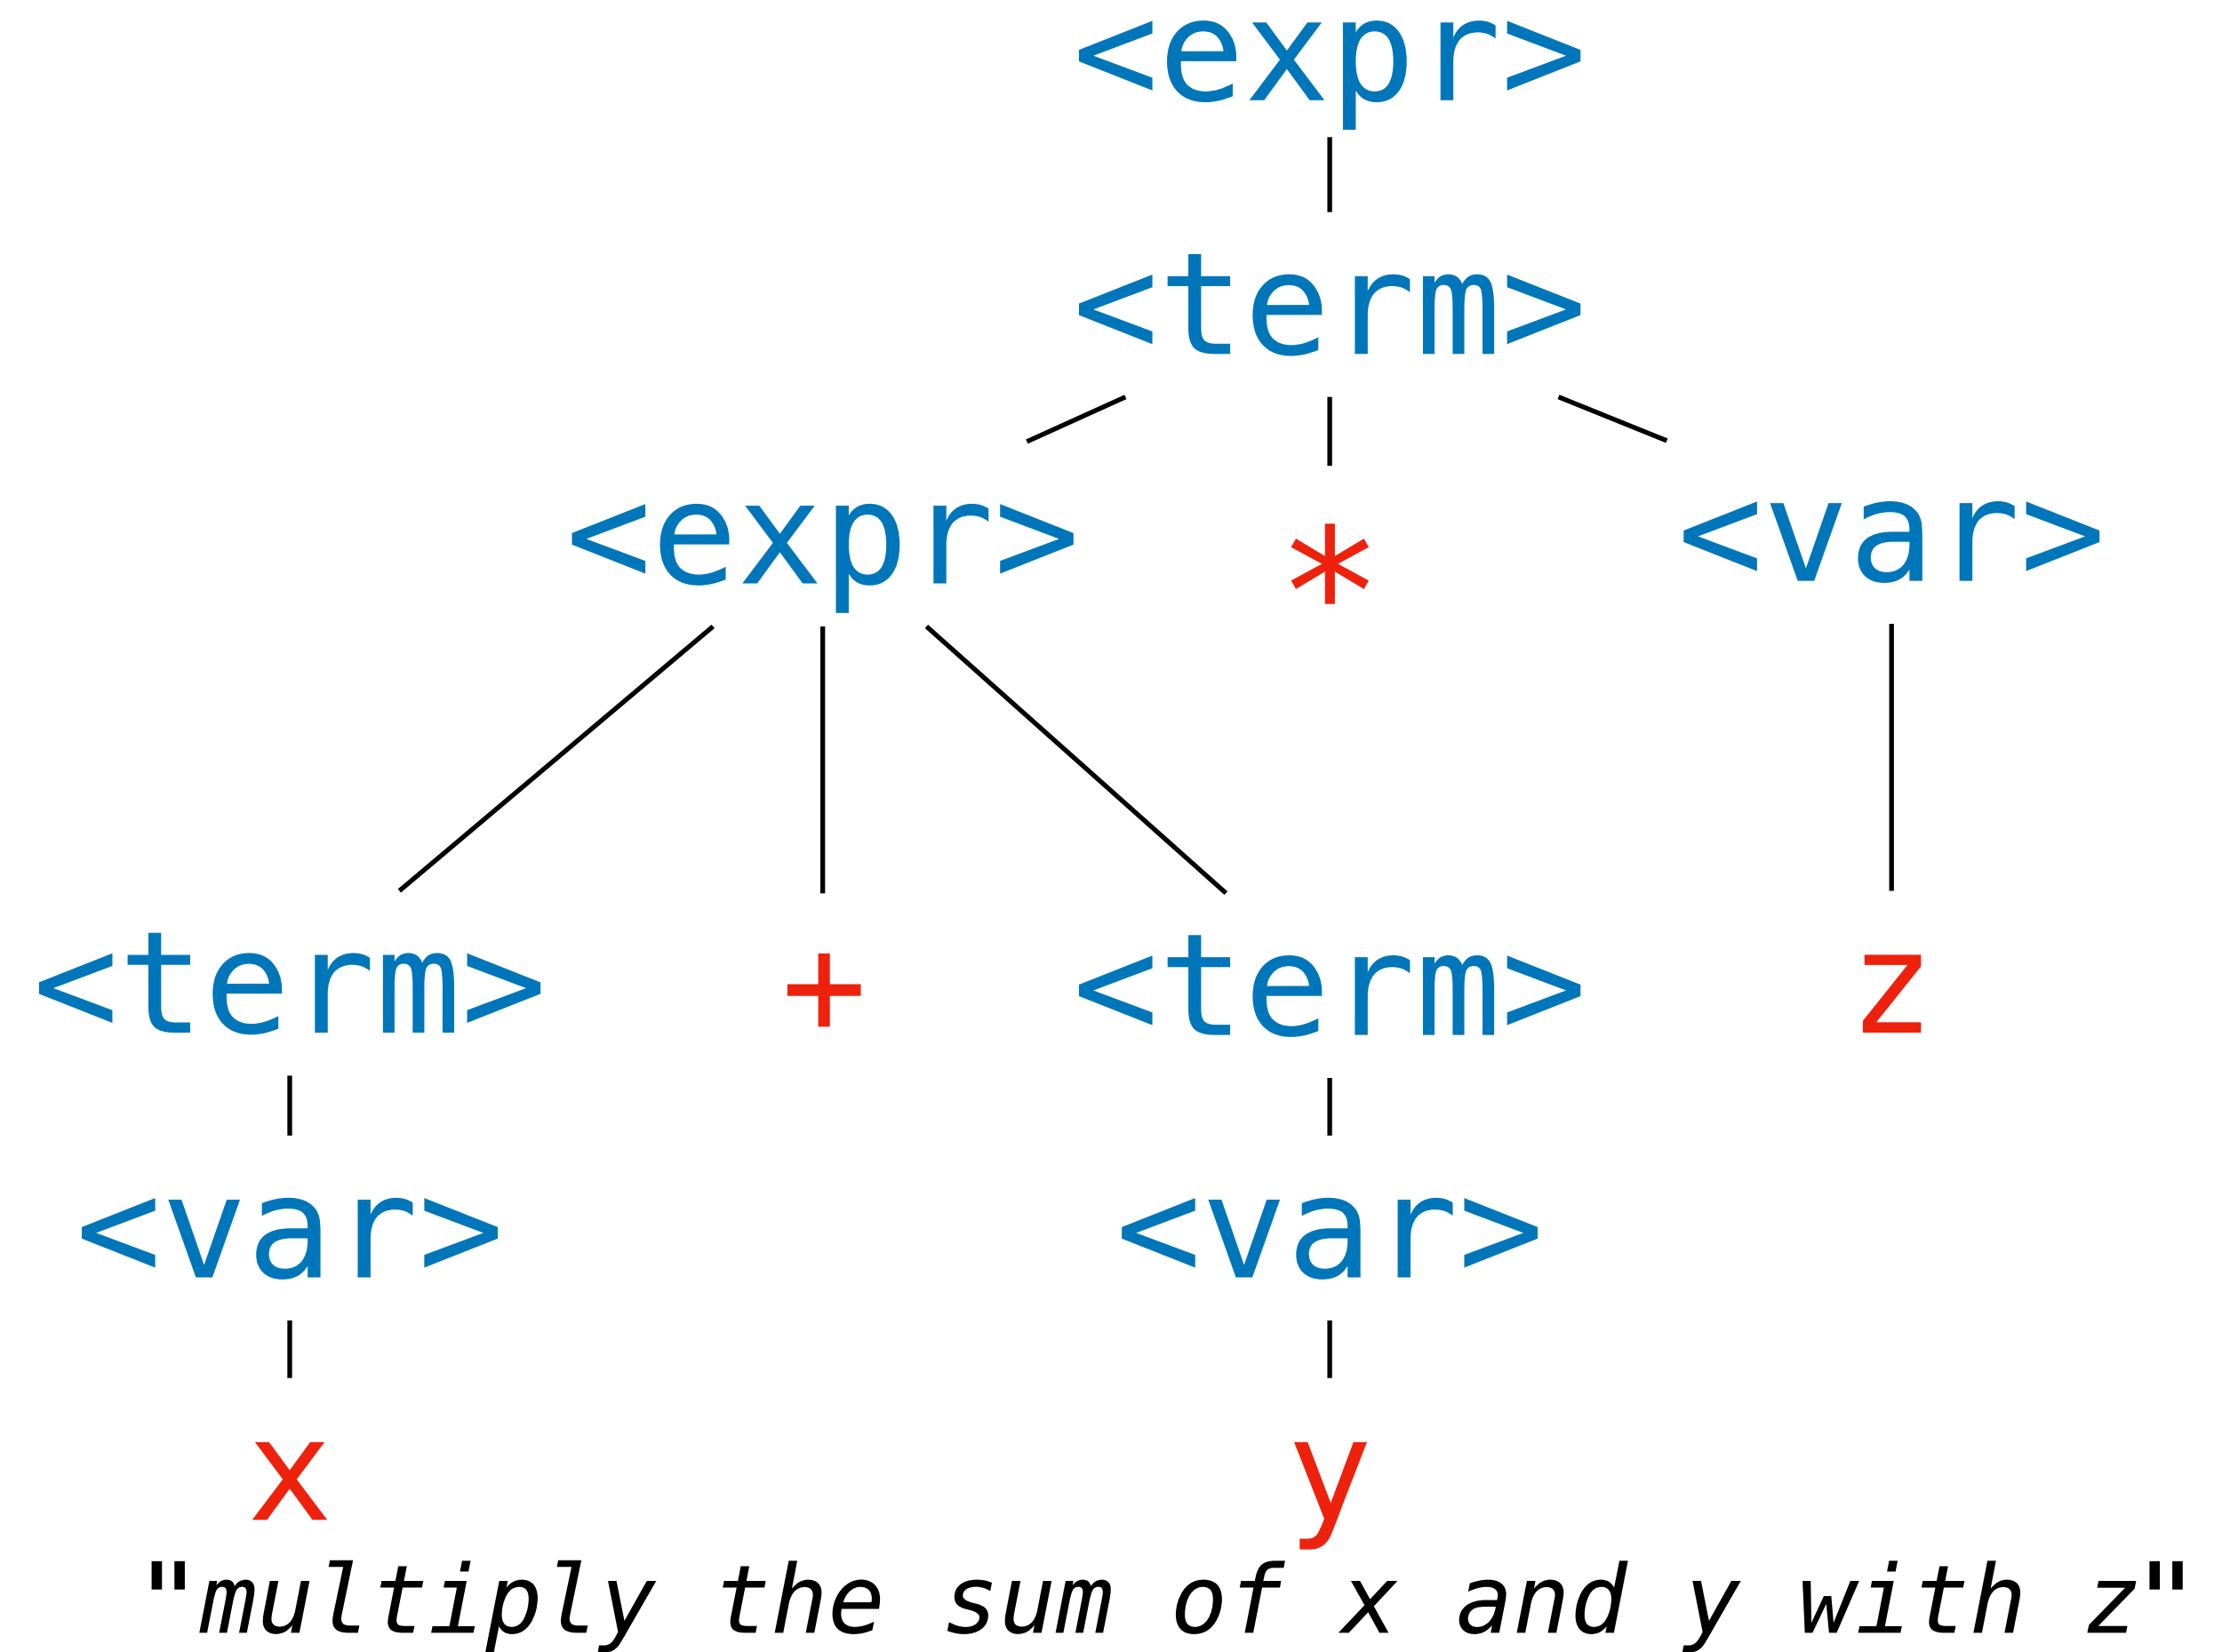 <expr>
<term>
<expr> * <var>
<term> + <term> z
<var> <var>
x y
"multiply the sum of x and y with z"